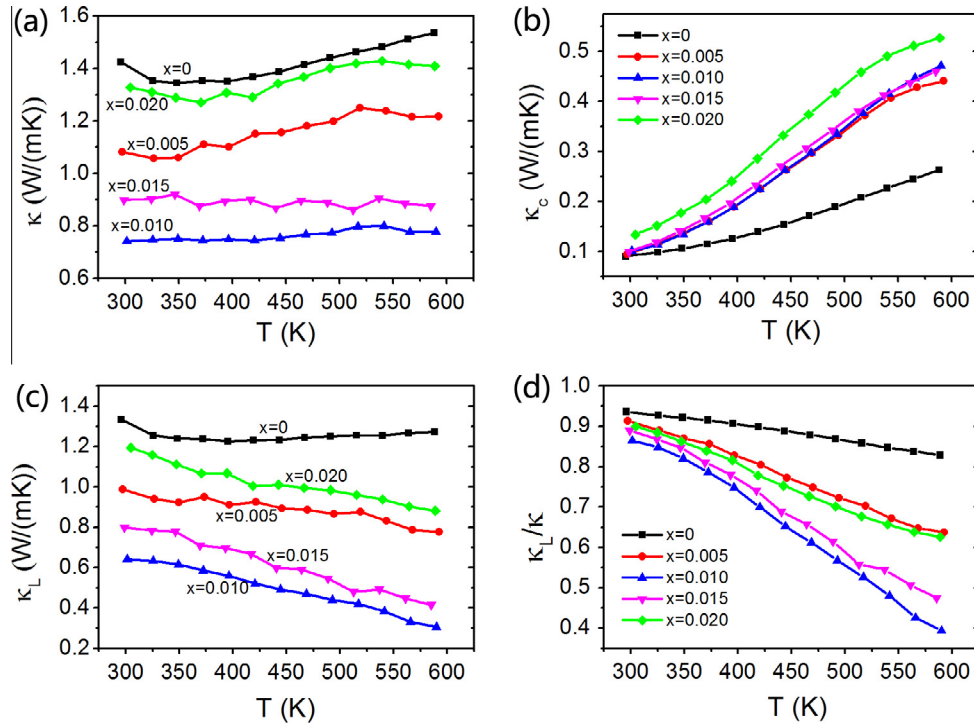 (a)
κ (W/(mK))
1.6
1.4
1.2
1.0
0.8
0.6
x=0
x=0.020
x=0.005
x=0.015
x=0.010
300 350 400 450 500 550 600
T (K)
(b)
κc (W/(mK))
0.5
0.4
0.3
0.2
0.1
x=0
x=0.005
x=0.010
x=0.015
x=0.020
300 350 400 450 500 550 600
T (K)
(c)
κL (W/(mK))
1.4
1.2
1.0
0.8
0.6
0.4
0.2
x=0
x=0.020
x=0.005
x=0.015
x=0.010
300 350 400 450 500 550 600
T (K)
(d)
κL/κ
1.0
0.9
0.8
0.7
0.6
0.5
0.4
x=0
x=0.005
x=0.010
x=0.015
x=0.020
300 350 400 450 500 550 600
T (K)